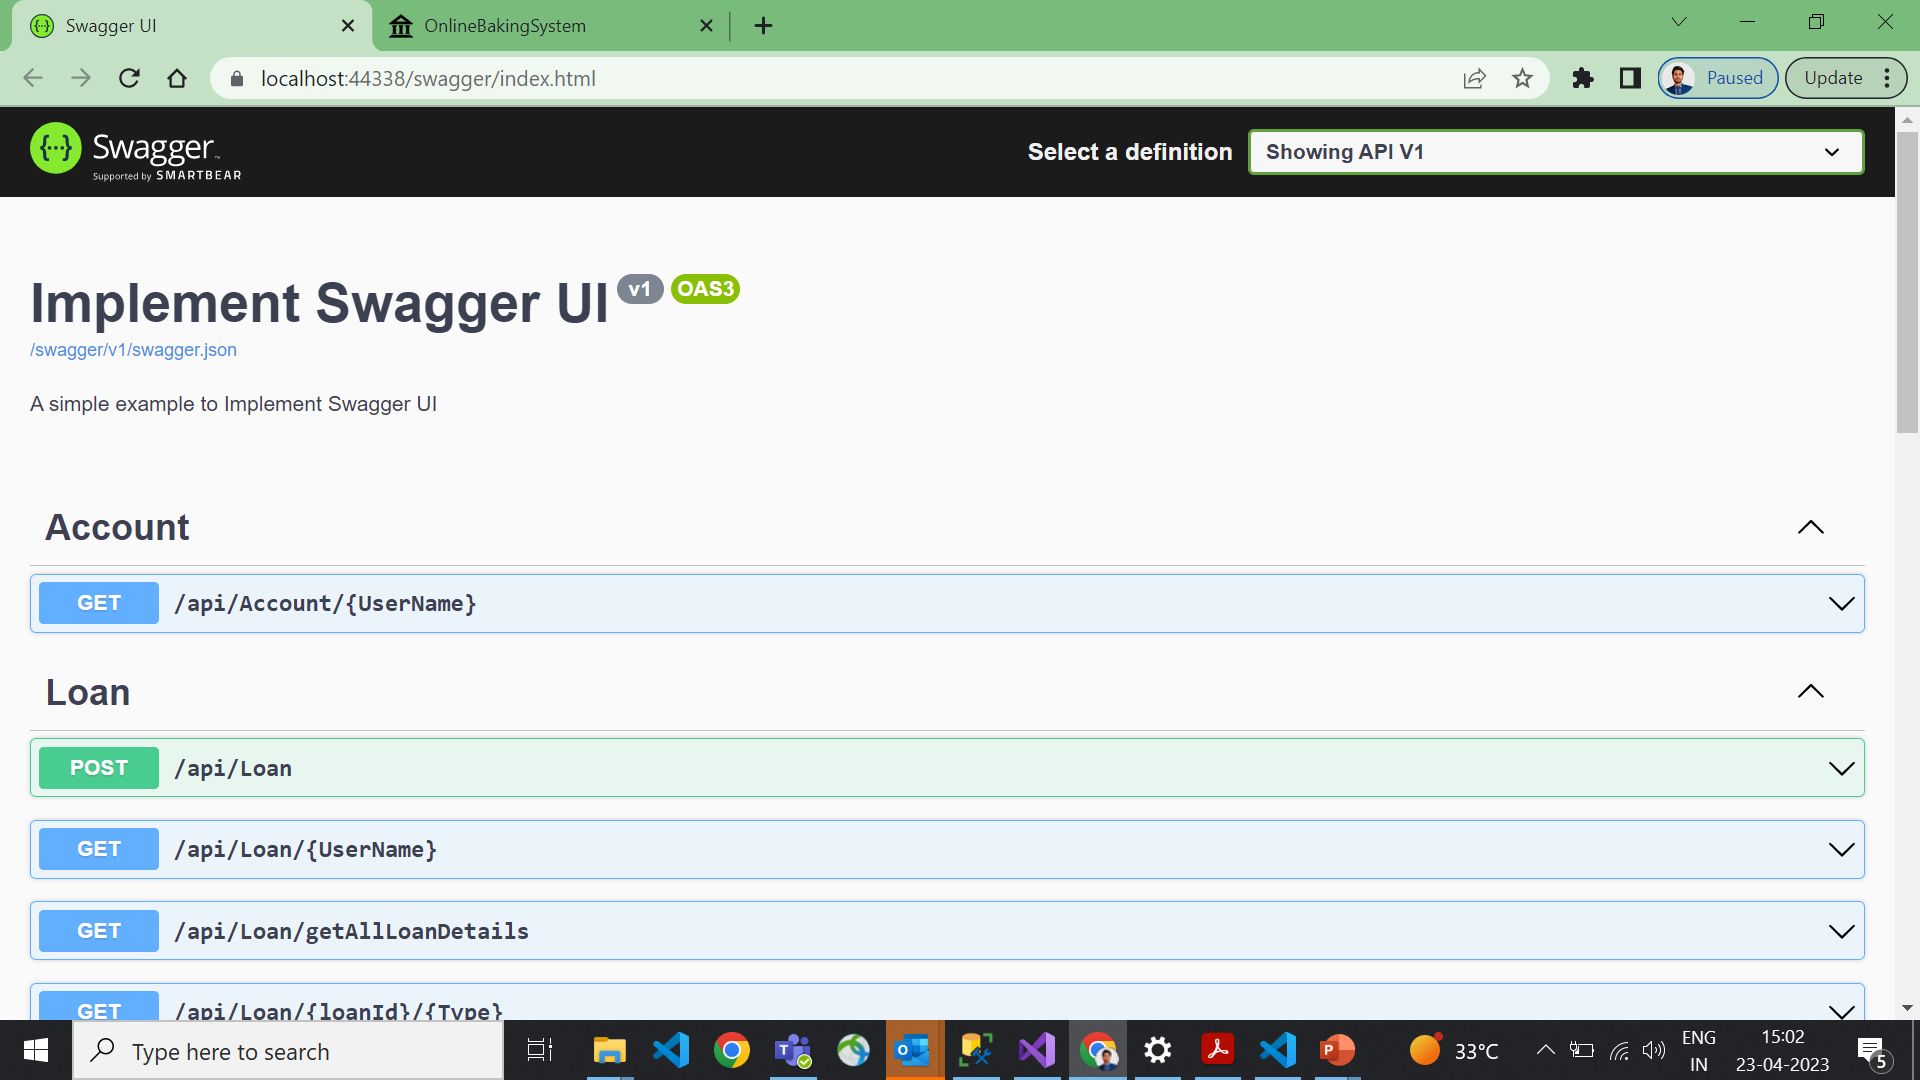 Swagger UI
OnlineBakingSystem
localhost:44338/swagger/index.html
Paused
Update
Swagger
Supported by SMARTBEAR
Select a definition
Showing API V1
Implement Swagger UI v1 OAS3
/swagger/v1/swagger.json
A simple example to Implement Swagger UI
Account
GET /api/Account/{UserName}
Loan
POST /api/Loan
GET /api/Loan/{UserName}
GET /api/Loan/getAllLoanDetails
GET /api/Loan/{loanId}/{Type}
Type here to search
33°C
ENG
IN
15:02
23-04-2023
5